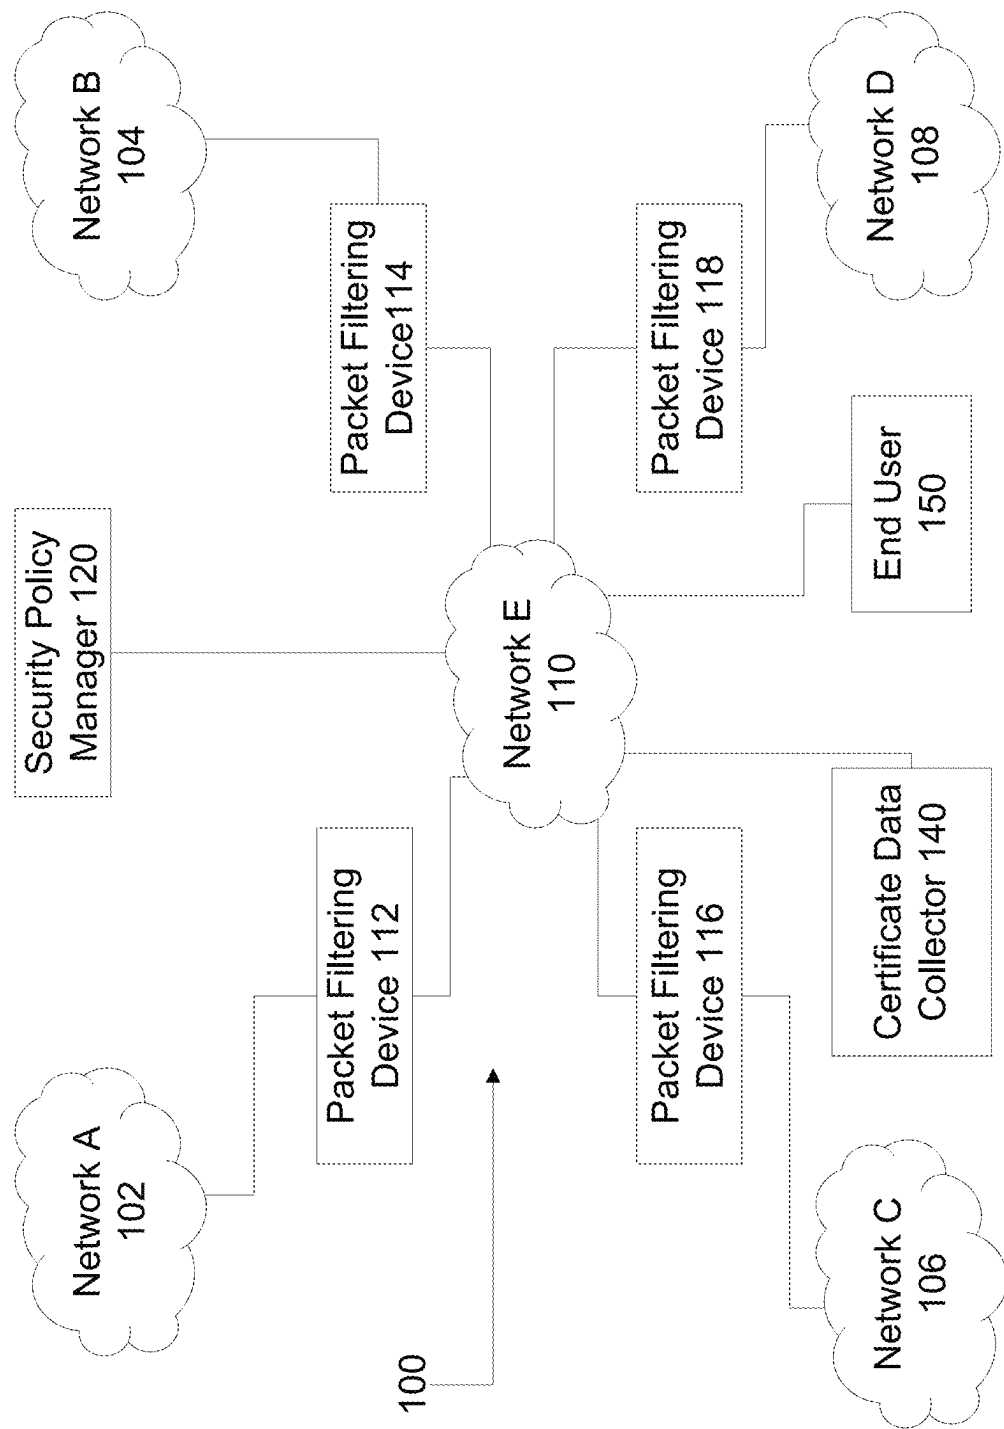 Network A
102
Security Policy
Manager 120
Network B
104
Packet Filtering
Device 112
Packet Filtering
Device114
100
Network E
110
Packet Filtering
Device 116
Packet Filtering
Device 118
Network C
106
Certificate Data
Collector 140
End User
150
Network D
108